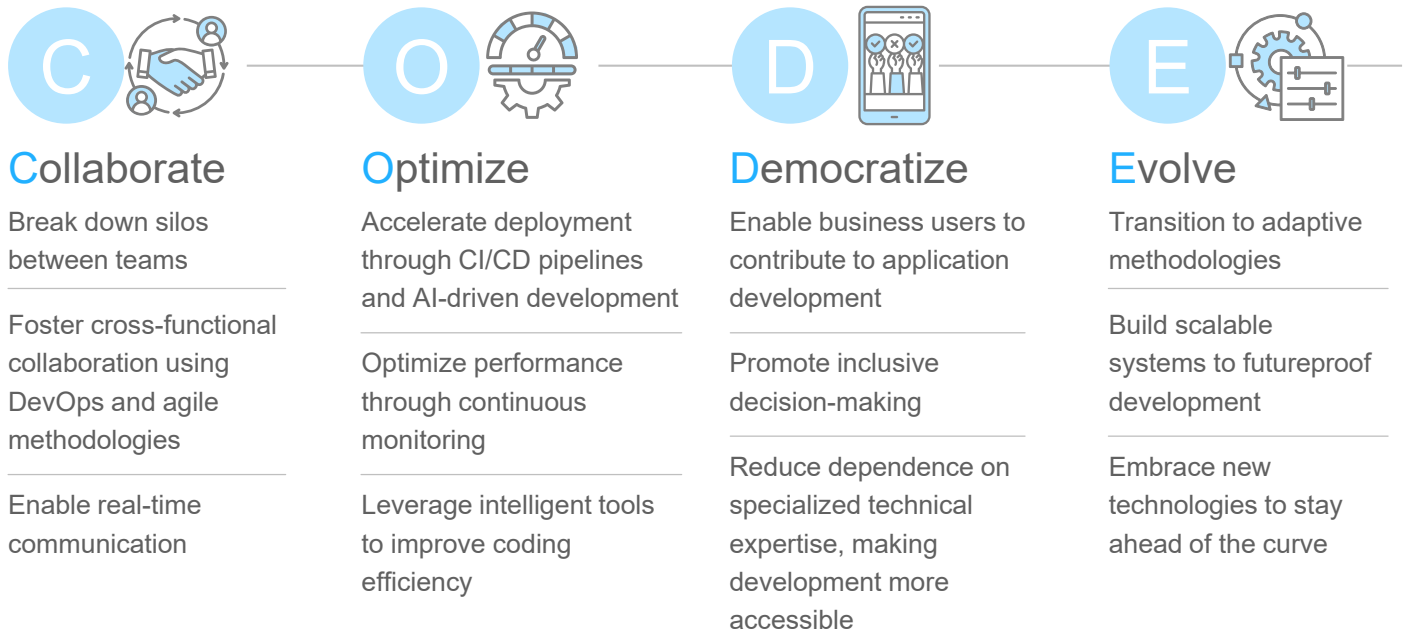 C
O
D
E
Collaborate
Break down silos
between teams
Foster cross-functional
collaboration using
DevOps and agile
methodologies
Enable real-time
communication
Optimize
Accelerate deployment
through CI/CD pipelines
and AI-driven development
Optimize performance
through continuous
monitoring
Leverage intelligent tools
to improve coding
efficiency
Democratize
Enable business users to
contribute to application
development
Promote inclusive
decision-making
Reduce dependence on
specialized technical
expertise, making
development more
accessible
Evolve
Transition to adaptive
methodologies
Build scalable
systems to futureproof
development
Embrace new
technologies to stay
ahead of the curve